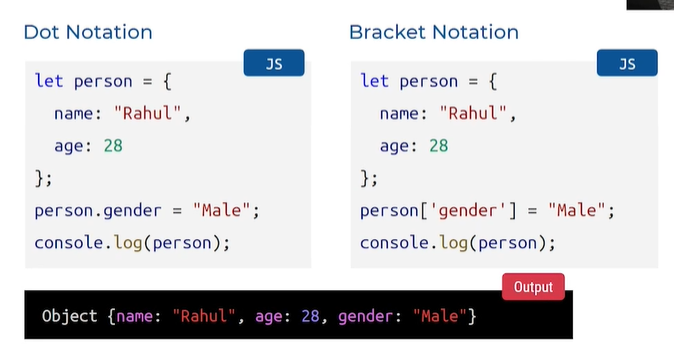 Dot Notation
JS
let person = {
  name: "Rahul",
  age: 28
};
person.gender = "Male";
console.log(person);
Bracket Notation
JS
let person = {
  name: "Rahul",
  age: 28
};
person['gender'] = "Male";
console.log(person);
Output
Object {name: "Rahul", age: 28, gender: "Male"}